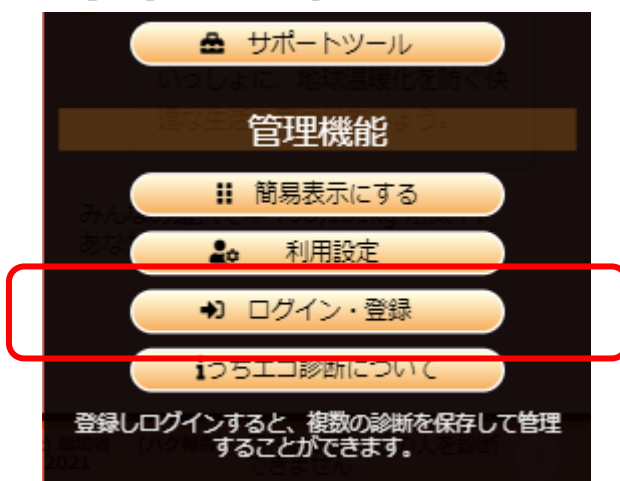 サポートツール
いっしょに、地球温暖化を防ぐ快
管理機能
簡易表示にする
利用設定
ログイン・登録
うちエコ診断について
登録しログインすると、複数の診断を保存して管理
することができます。
2021